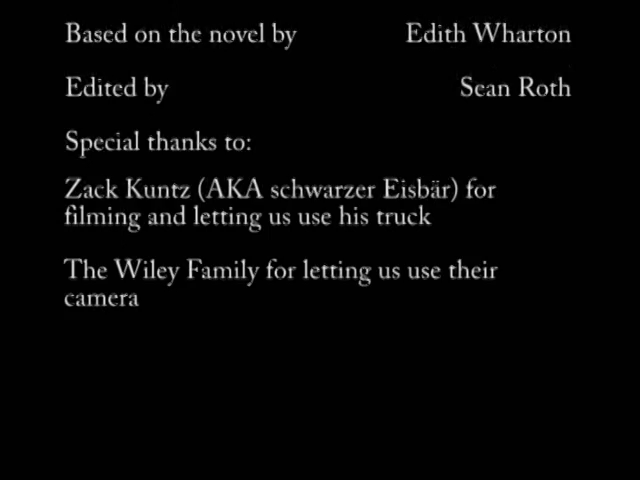 Based on the novel by Edith Wharton
Edited by Sean Roth
Special thanks to:
Zack Kuntz (AKA schwarzer Eisbär) for
filming and letting us use his truck
The Wiley Family for letting us use their
camera